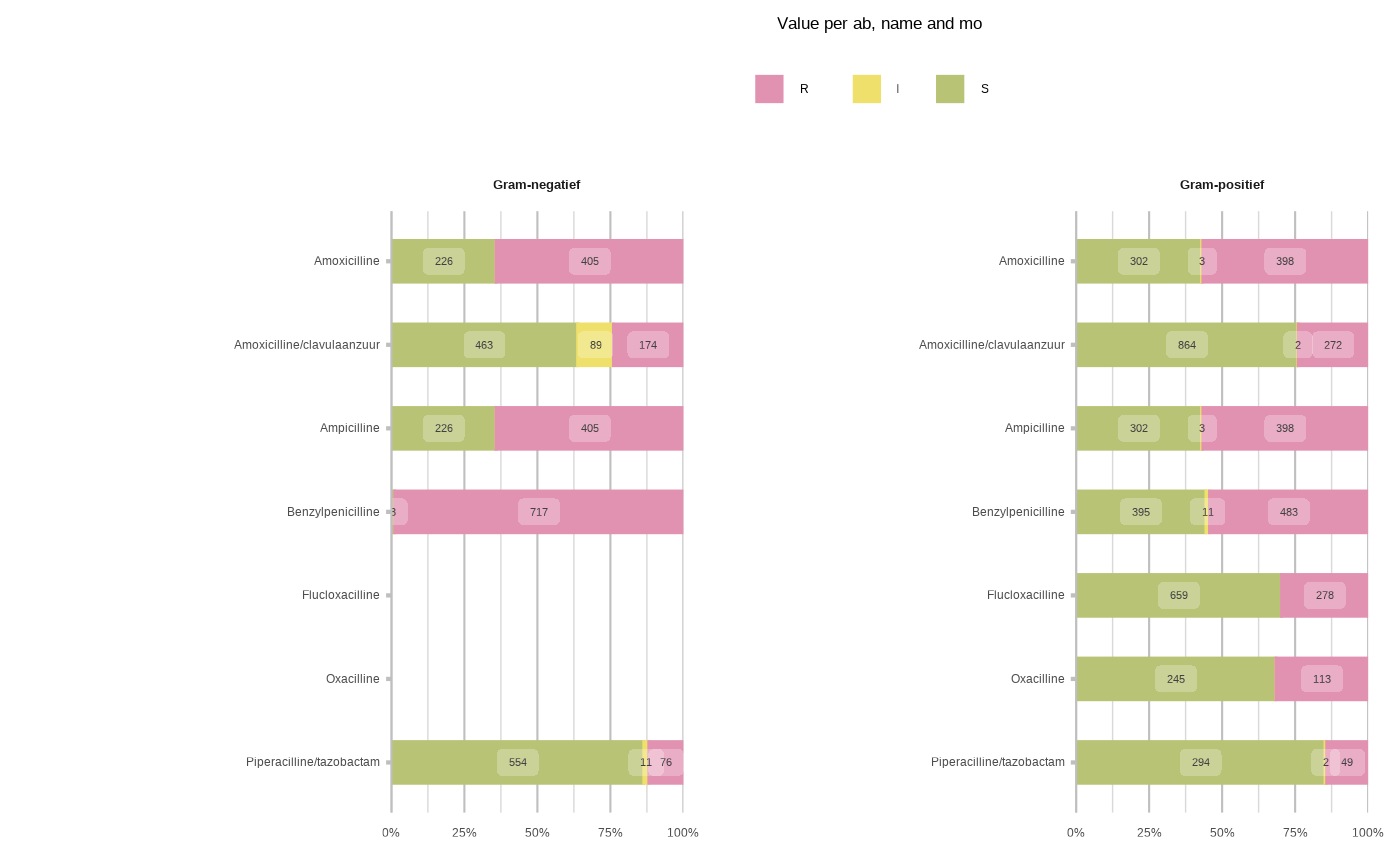 Value per ab, name and mo
R I S
Gram-negatief
Amoxicilline 226 405
Amoxicilline/clavulaanzuur 463 89 174
Ampicilline 226 405
Benzylpenicilline 3 717
Flucloxacilline
Oxacilline
Piperacilline/tazobactam 554 11 76
0% 25% 50% 75% 100%
Gram-positief
Amoxicilline 302 3 398
Amoxicilline/clavulaanzuur 864 2 272
Ampicilline 302 3 398
Benzylpenicilline 395 11 483
Flucloxacilline 659 278
Oxacilline 245 113
Piperacilline/tazobactam 294 2 49
0% 25% 50% 75% 100%